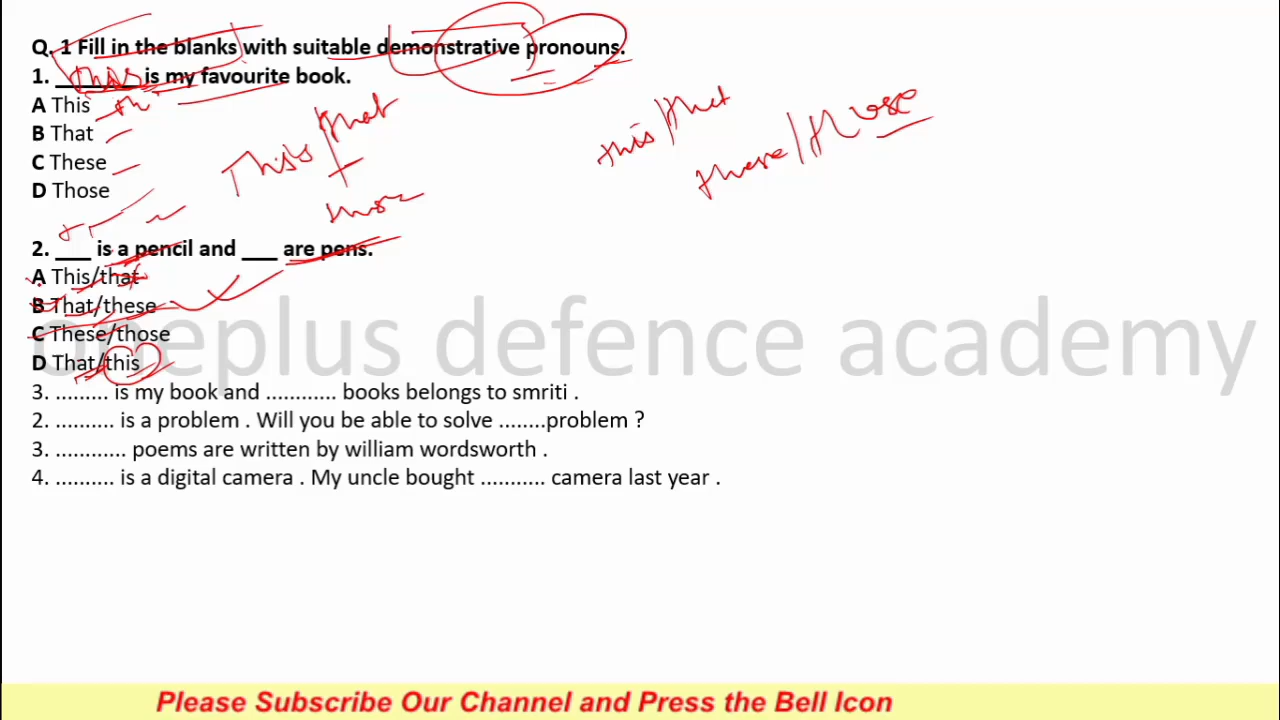 Q. 1 Fill in the blanks with suitable demonstrative pronouns.
1. ________ is my favourite book.
this
A This
B That
C These
D Those
This/that
those
this/that
these/those
2. ___ is a pencil and ___ are pens.
A This/that
B That/these
C These/those
D That/this
oneplus defence academy
3. ......... is my book and ............ books belongs to smriti .
2. .......... is a problem . Will you be able to solve ........problem ?
3. ............ poems are written by william wordsworth .
4. .......... is a digital camera . My uncle bought ........... camera last year .
Please Subscribe Our Channel and Press the Bell Icon